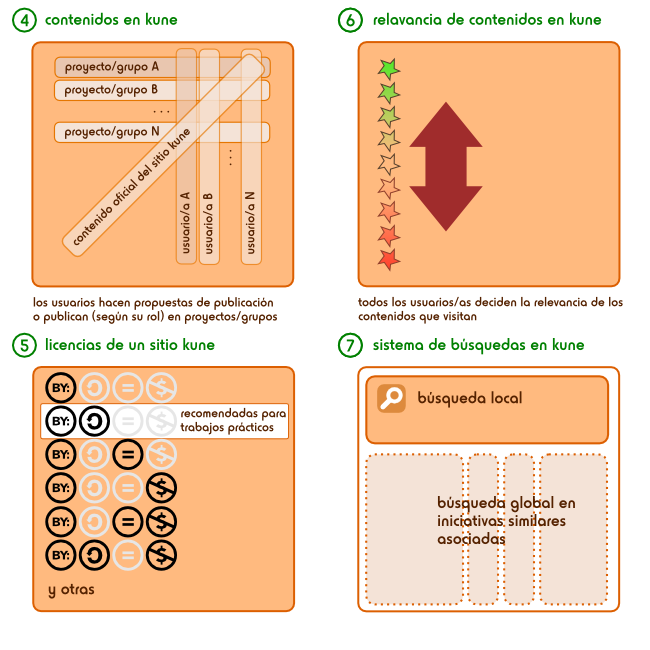 4 contenidos en kune
proyecto/grupo A
proyecto/grupo B
...
proyecto/grupo N
contenido oficial del sitio kune
usuario/a A
usuario/a B
...
usuario/a N
los usuarios hacen propuestas de publicación
o publican (según su rol) en proyectos/grupos
6 relavancia de contenidos en kune
todos los usuarios/as deciden la relevancia de los
contenidos que visitan
5 licencias de un sitio kune
BY: = $
BY: = $
recomendadas para
trabajos prácticos
BY: = $
BY: = $
BY: = $
BY: = $
y otras
7 sistema de búsquedas en kune
búsqueda local
búsqueda global en
iniciativas similares
asociadas